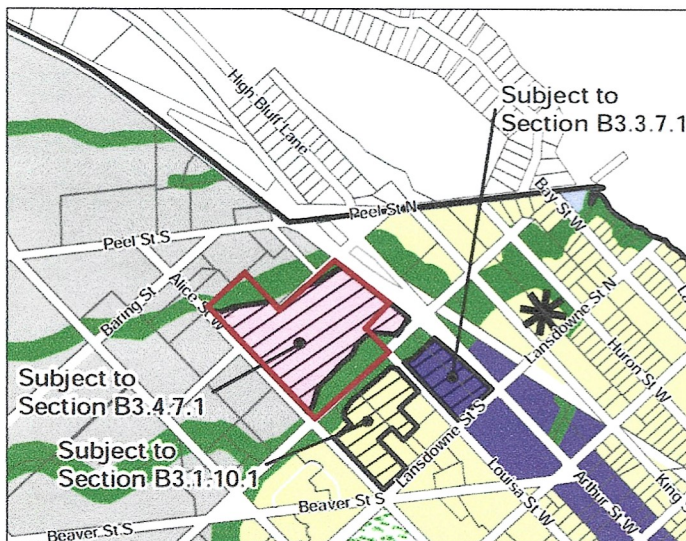 High Bluff Lane
Subject to
Section B3.3.7.1
Bay St W
Peel St N
Peel St S
Baring St
Alice St W
Lansdowne St N
Huron St W
Subject to
Section B3.4.7.1
Subject to
Section B3.1.10.1
Lansdowne St S
Louisa St W
Arthur St W
King S
Beaver St S
Beaver St S
La